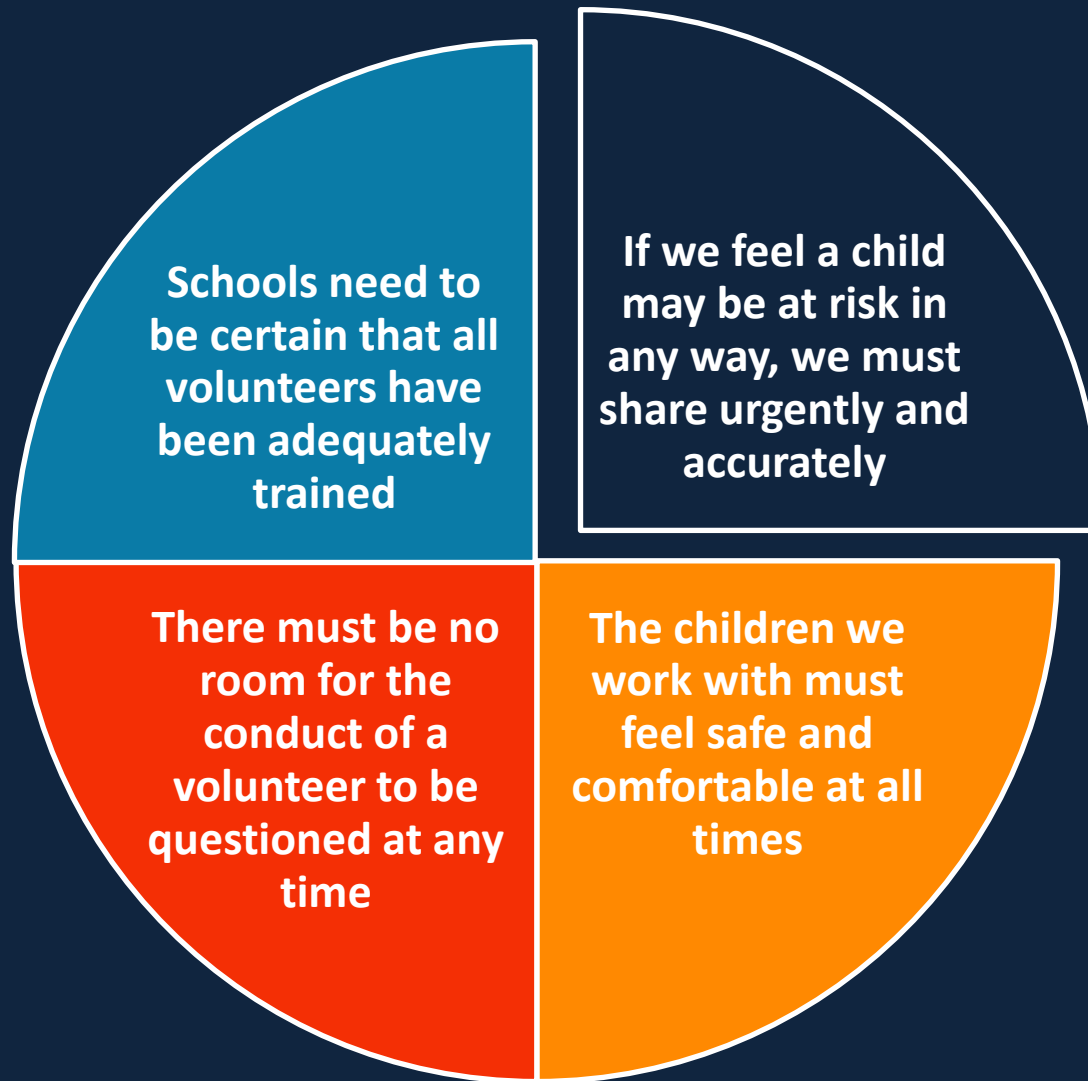 Schools need to
be certain that all
volunteers have
been adequately
trained
If we feel a child
may be at risk in
any way, we must
share urgently and
accurately
There must be no
room for the
conduct of a
volunteer to be
questioned at any
time
The children we
work with must
feel safe and
comfortable at all
times